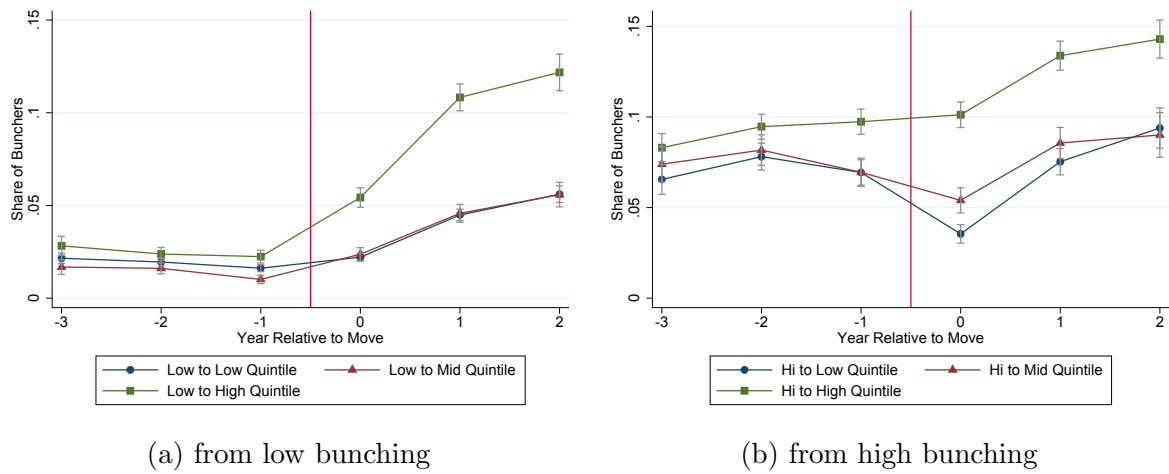 .15
.1
.05
0
Share of Bunchers
-3 -2 -1 0 1 2
Year Relative to Move
Low to Low Quintile Low to Mid Quintile
Low to High Quintile
(a) from low bunching
.15
.1
.05
0
Share of Bunchers
-3 -2 -1 0 1 2
Year Relative to Move
Hi to Low Quintile Hi to Mid Quintile
Hi to High Quintile
(b) from high bunching